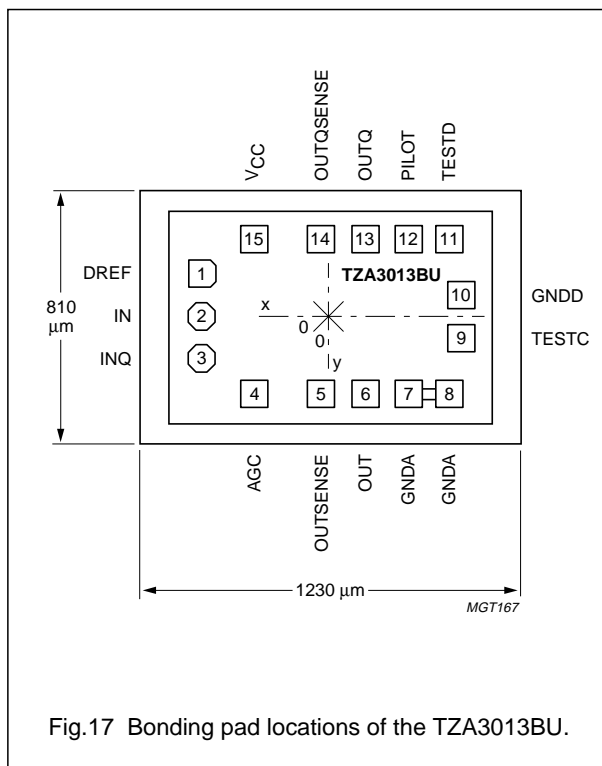 VCC
OUTQSENSE
OUTQ
PILOT
TESTD
15
14
13
12
11
DREF
1
TZA3013BU
810
µm
IN
2
x
0
0
10
GNDD
INQ
3
y
9
TESTC
4
5
6
7
8
AGC
OUTSENSE
OUT
GNDA
GNDA
1230 µm
MGT167
Fig.17 Bonding pad locations of the TZA3013BU.